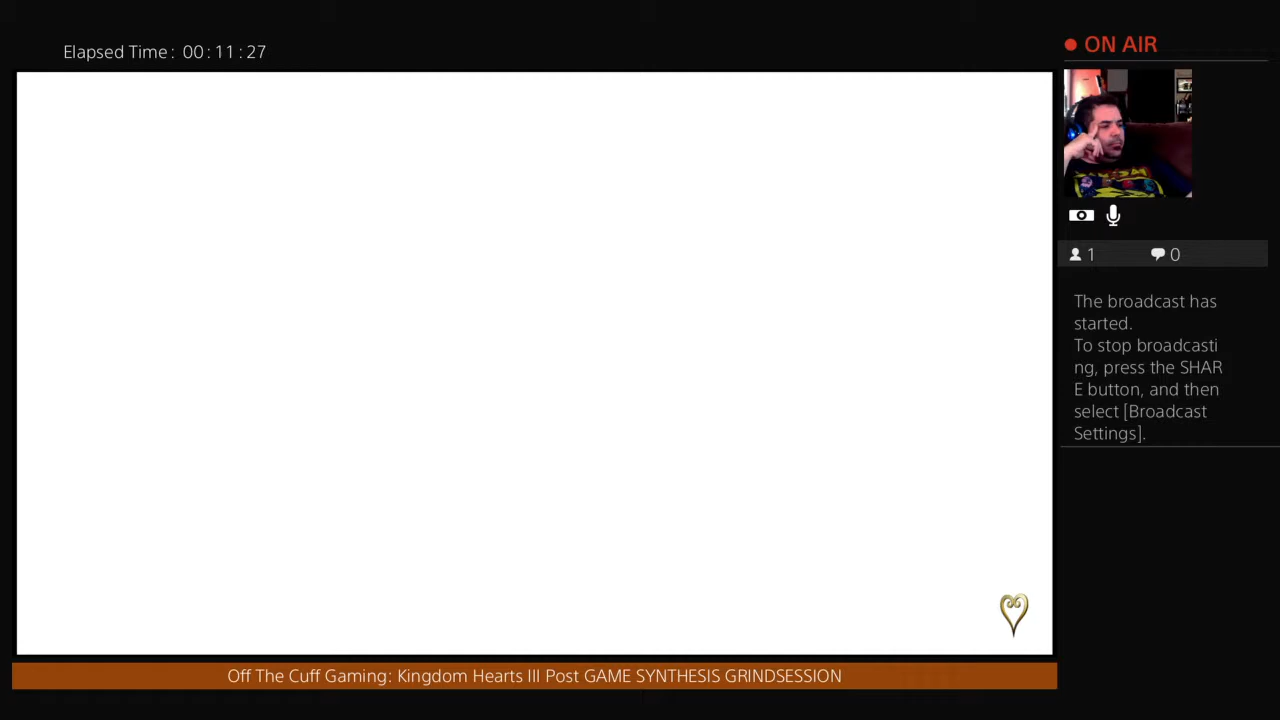 Elapsed Time: 00:11:27
ON AIR
1
0
The broadcast has
started.
To stop broadcasti
ng, press the SHAR
E button, and then
select [Broadcast
Settings].
Off The Cuff Gaming: Kingdom Hearts III Post GAME SYNTHESIS GRINDSESSION